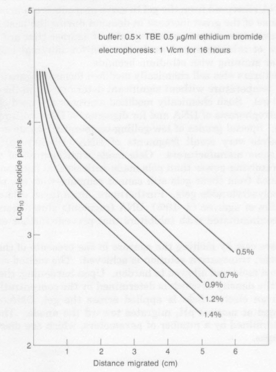 5
buffer: 0.5× TBE 0.5 μg/ml ethidium bromide
electrophoresis: 1 V/cm for 16 hours
4
Log10 nucleotide pairs
3
0.5%
0.7%
0.9%
1.2%
1.4%
2
1 2 3 4 5 6
Distance migrated (cm)